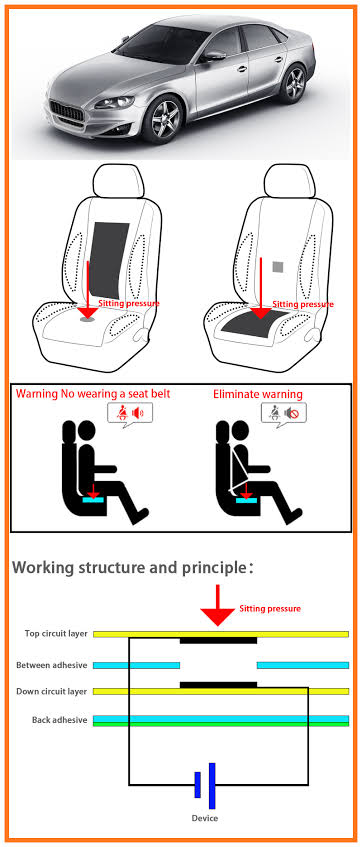 Sitting pressure
Sitting pressure
Warning No wearing a seat belt
Eliminate warning
Working structure and principle:
Sitting pressure
Top circuit layer
Between adhesive
Down circuit layer
Back adhesive
Device